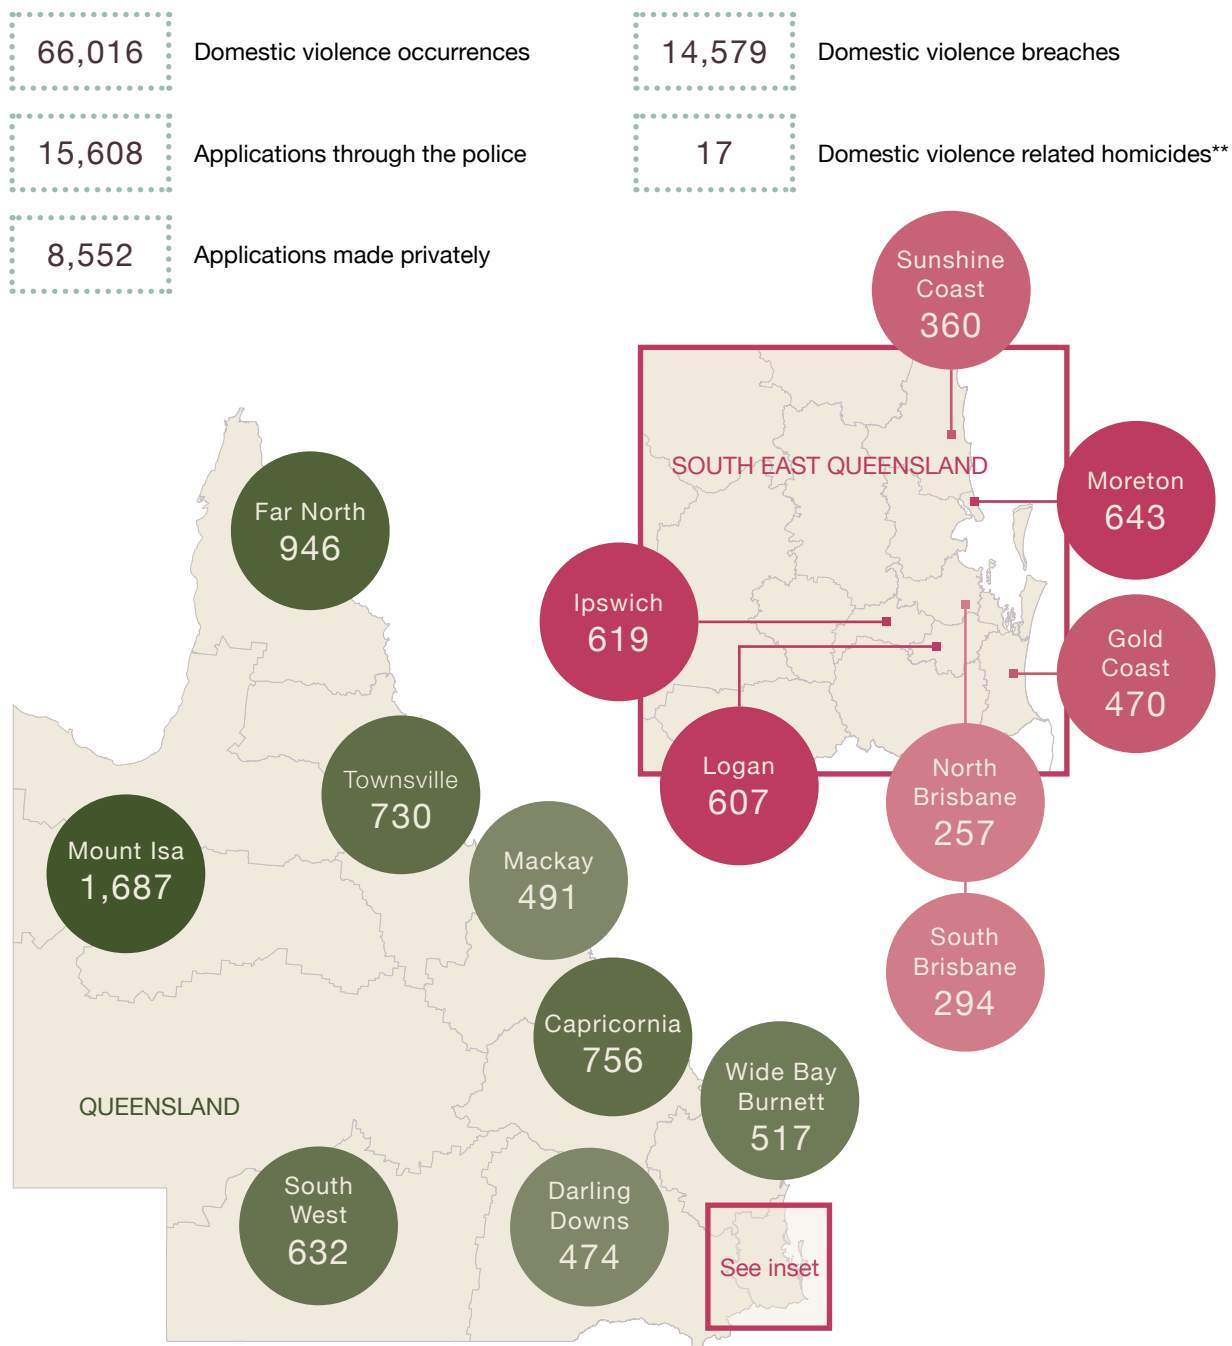 66,016
Domestic violence occurrences
14,579
Domestic violence breaches
15,608
Applications through the police
17
Domestic violence related homicides**
8,552
Applications made privately
Sunshine
Coast
360
SOUTH EAST QUEENSLAND
Moreton
643
Far North
946
Ipswich
619
Gold
Coast
470
Townsville
730
Logan
607
North
Brisbane
257
Mount Isa
1,687
Mackay
491
South
Brisbane
294
Capricornia
756
Wide Bay
Burnett
517
QUEENSLAND
South
West
632
Darling
Downs
474
See inset